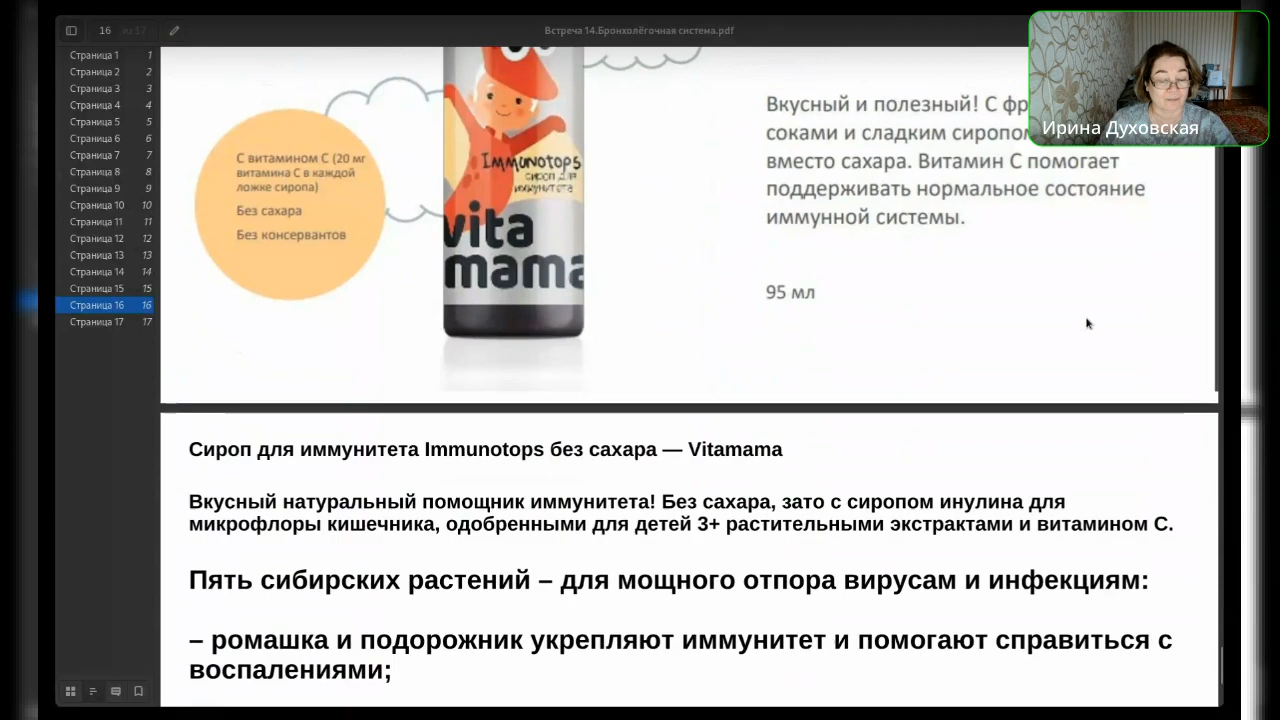 16 из 17
Встреча 14.Бронхолёгочная система.pdf
Страница 1 1
Страница 2 2
Страница 3 3
Страница 4 4
Страница 5 5
Страница 6 6
Страница 7 7
Страница 8 8
Страница 9 9
Страница 10 10
Страница 11 11
Страница 12 12
Страница 13 13
Страница 14 14
Страница 15 15
Страница 16 16
Страница 17 17
С витамином С (20 мг
витамина С в каждой
ложке сиропа)
Без сахара
Без консервантов
Immunotops
сироп для
иммунитета
vita
mama
Вкусный и полезный! С фр
соками и сладким сиропом
вместо сахара. Витамин С помогает
поддерживать нормальное состояние
иммунной системы.
95 мл
Ирина Духовская
Сироп для иммунитета Immunotops без сахара — Vitamama
Вкусный натуральный помощник иммунитета! Без сахара, зато с сиропом инулина для
микрофлоры кишечника, одобренными для детей 3+ растительными экстрактами и витамином С.
Пять сибирских растений – для мощного отпора вирусам и инфекциям:
– ромашка и подорожник укрепляют иммунитет и помогают справиться с
воспалениями;